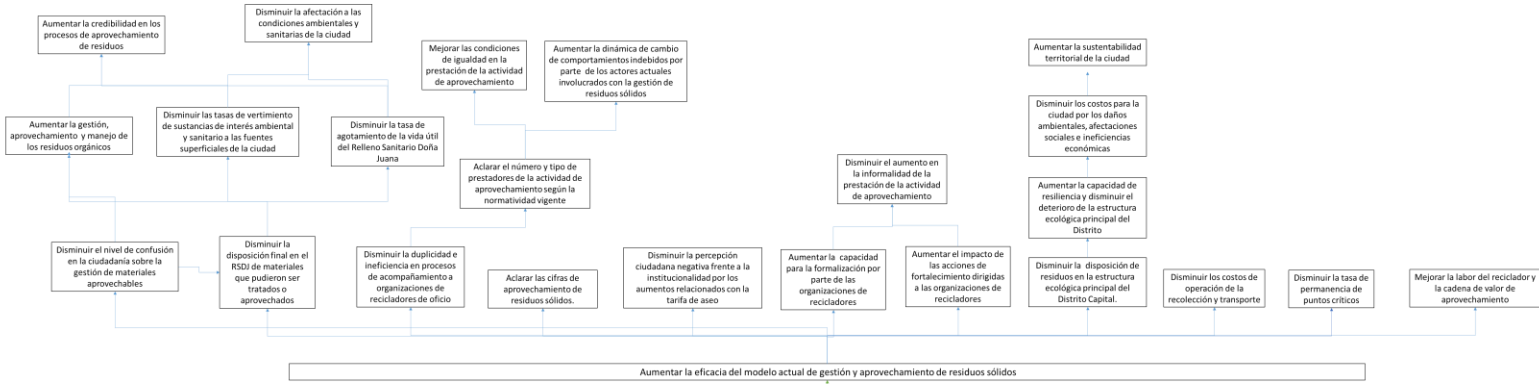 Aumentar la credibilidad en los
procesos de aprovechamiento
de residuos
Disminuir la afectación a las
condiciones ambientales y
sanitarias de la ciudad
Mejorar las condiciones
de igualdad en la
prestación de la actividad
de aprovechamiento
Aumentar la dinámica de cambio
de comportamientos indebidos por
parte de los actores actuales
involucrados con la gestión de
residuos sólidos
Aumentar la sustentabilidad
territorial de la ciudad
Aumentar la gestión,
aprovechamiento y manejo de
los residuos orgánicos
Disminuir las tasas de vertimiento
de sustancias de interés ambiental
y sanitario a las fuentes
superficiales de la ciudad
Disminuir la tasa de
agotamiento de la vida útil
del Relleno Sanitario Doña
Juana
Disminuir los costos para la
ciudad por los daños
ambientales, afectaciones
sociales e ineficiencias
económicas
Aclarar el número y tipo de
prestadores de la actividad de
aprovechamiento según la
normatividad vigente
Disminuir el aumento en
la informalidad de la
prestación de la actividad
de aprovechamiento
Aumentar la capacidad de
resiliencia y disminuir el
deterioro de la estructura
ecológica principal del
Distrito
Disminuir el nivel de confusión
en la ciudadanía sobre la
gestión de materiales
aprovechables
Disminuir la
disposición final en el
RSDJ de materiales
que pudieron ser
tratados o
aprovechados
Disminuir la duplicidad e
ineficiencia en procesos
de acompañamiento a
organizaciones de
recicladores de oficio
Aclarar las cifras de
aprovechamiento de
residuos sólidos.
Disminuir la percepción
ciudadana negativa frente a la
institucionalidad por los
aumentos relacionados con la
tarifa de aseo
Aumentar la capacidad
para la formalización por
parte de las
organizaciones de
recicladores
Aumentar el impacto de
las acciones de
fortalecimiento dirigidas
a las organizaciones de
recicladores
Disminuir la disposición de
residuos en la estructura
ecológica principal del
Distrito Capital.
Disminuir los costos de
operación de la
recolección y transporte
Disminuir la tasa de
permanencia de
puntos críticos
Mejorar la labor del reciclador y
la cadena de valor de
aprovechamiento
Aumentar la eficacia del modelo actual de gestión y aprovechamiento de residuos sólidos